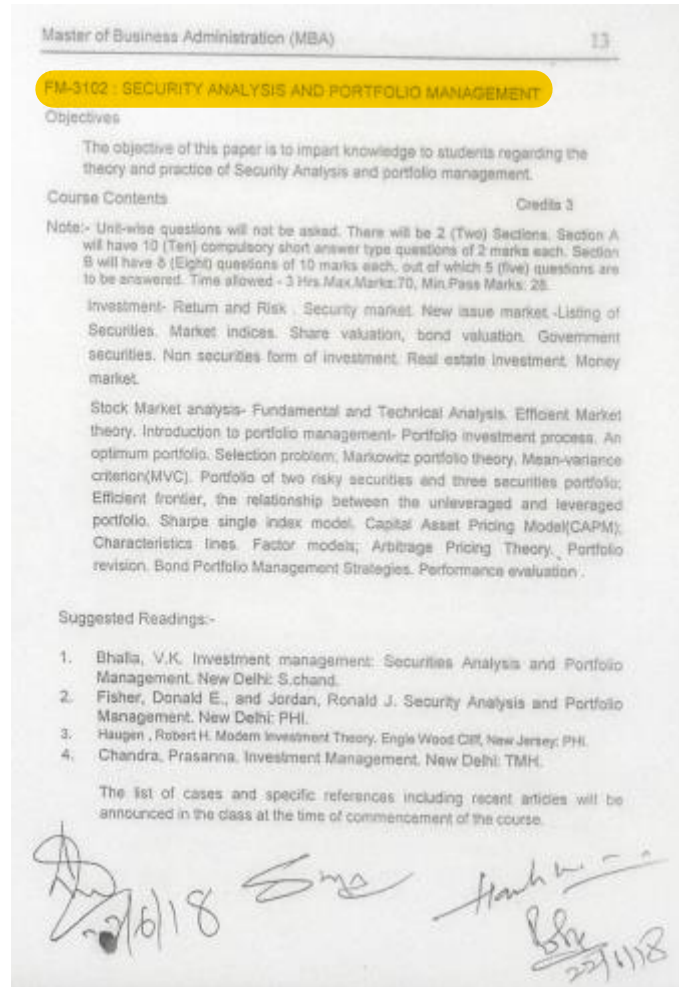 Master of Business Administration (MBA) 13
FM-3102 : SECURITY ANALYSIS AND PORTFOLIO MANAGEMENT
Objectives
The objective of this paper is to impart knowledge to students regarding the
theory and practice of Security Analysis and portfolio management.
Course Contents Credits 3
Note:- Unit-wise questions will not be asked. There will be 2 (Two) Sections. Section A
will have 10 (Ten) compulsory short answer type questions of 2 marks each. Section
B will have 8 (Eight) questions of 10 marks each, out of which 5 (five) questions are
to be answered. Time allowed - 3 Hrs.Max.Marks:70, Min.Pass Marks: 28.
Investment- Return and Risk . Security market. New issue market -Listing of
Securities. Market indices. Share valuation, bond valuation. Government
securities. Non securities form of investment. Real estate Investment. Money
market.
Stock Market analysis- Fundamental and Technical Analysis. Efficient Market
theory. Introduction to portfolio management- Portfolio investment process. An
optimum portfolio. Selection problem; Markowitz portfolio theory. Mean-variance
criterion(MVC). Portfolio of two risky securities and three securities portfolio;
Efficient frontier, the relationship between the unleveraged and leveraged
portfolio. Sharpe single index model. Capital Asset Pricing Model(CAPM);
Characteristics lines. Factor models; Arbitrage Pricing Theory. Portfolio
revision. Bond Portfolio Management Strategies. Performance evaluation .
Suggested Readings:-
1. Bhalla, V.K. Investment management: Securities Analysis and Portfolio
Management. New Delhi: S.chand.
2. Fisher, Donald E., and Jordan, Ronald J. Security Analysis and Portfolio
Management. New Delhi: PHI.
3. Haugen , Robert H. Modern Investment Theory. Engle Wood Cliff, New Jersey: PHI.
4. Chandra, Prasanna. Investment Management. New Delhi: TMH.
The list of cases and specific references including recent articles will be
announced in the class at the time of commencement of the course.
22/6/18